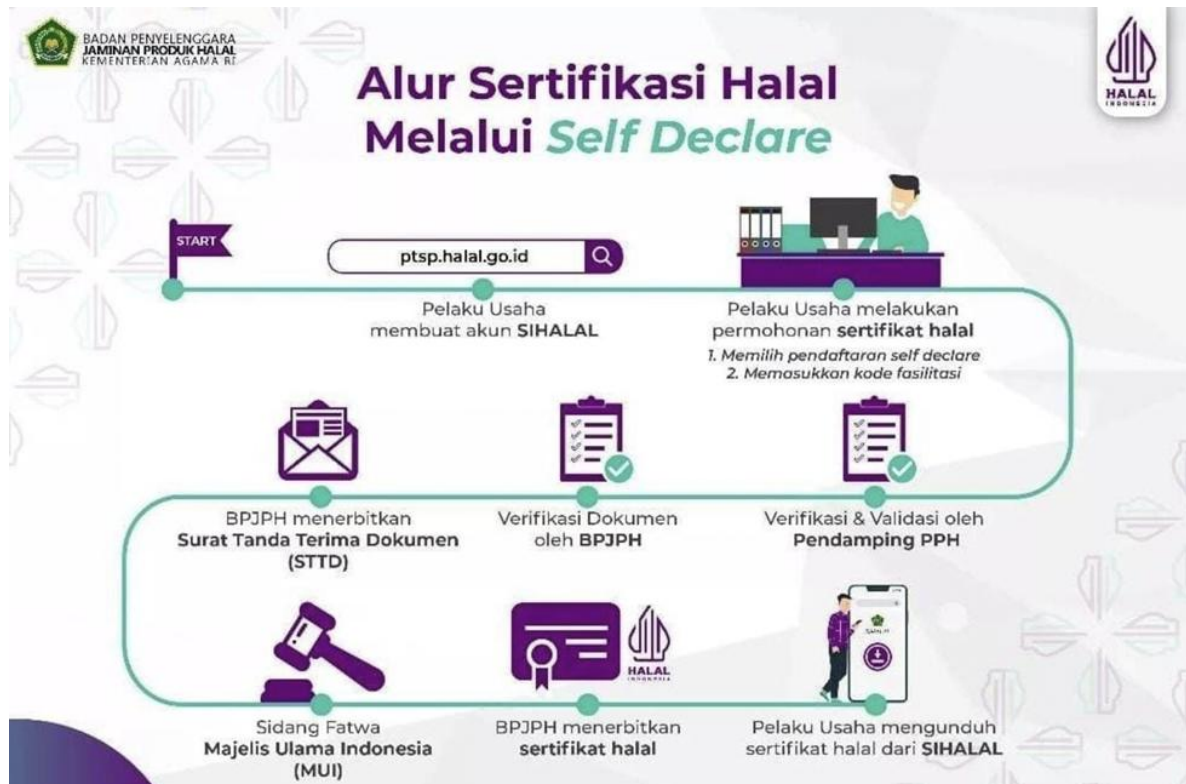 BADAN PENYELENGGARA
JAMINAN PRODUK HALAL
KEMENTERIAN AGAMA RI
HALAL
INDONESIA
Alur Sertifikasi Halal
Melalui Self Declare
START
ptsp.halal.go.id
Pelaku Usaha
membuat akun SIHALAL
Pelaku Usaha melakukan
permohonan sertifikat halal
1. Memilih pendaftaran self declare
2. Memasukkan kode fasilitasi
Verifikasi & Validasi oleh
Pendamping PPH
Verifikasi Dokumen
oleh BPJPH
BPJPH menerbitkan
Surat Tanda Terima Dokumen
(STTD)
Sidang Fatwa
Majelis Ulama Indonesia
(MUI)
HALAL
INDONESIA
BPJPH menerbitkan
sertifikat halal
Pelaku Usaha mengunduh
sertifikat halal dari SIHALAL